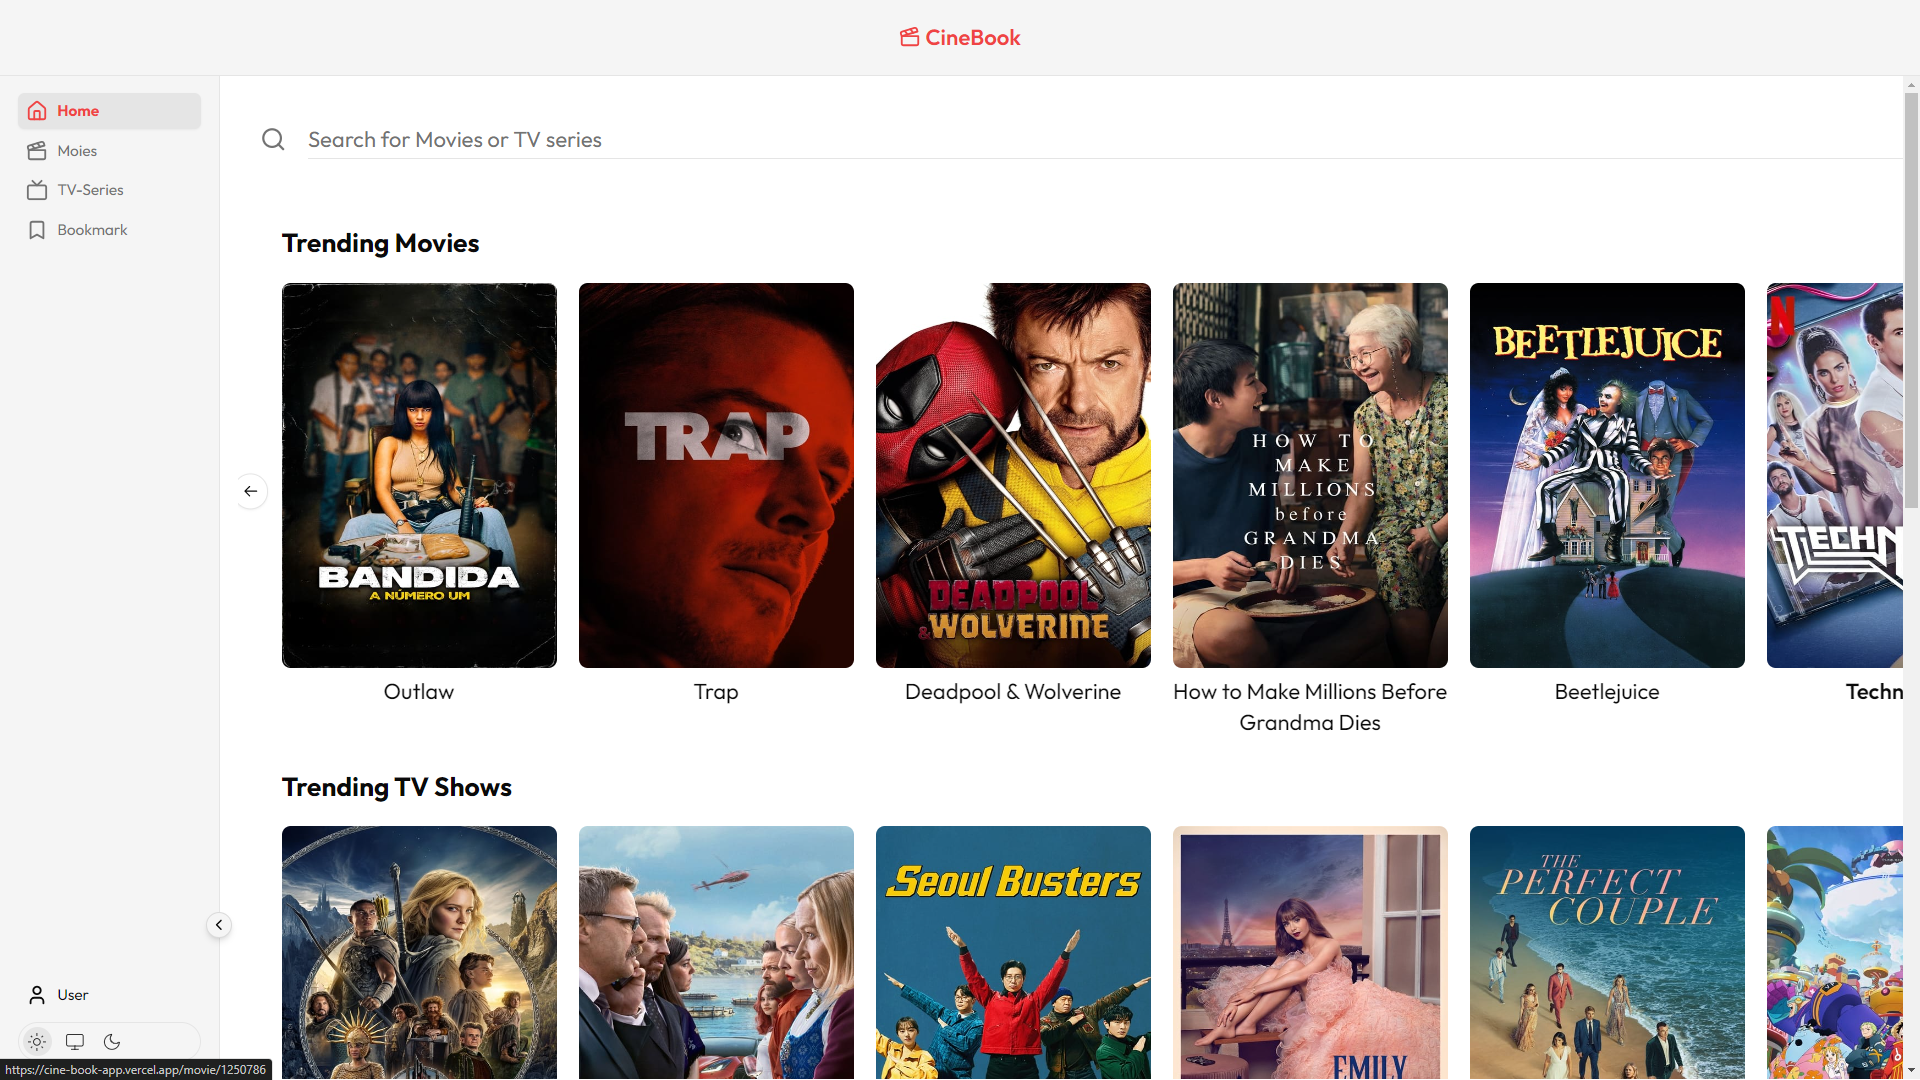 CineBook
Home
Moies
TV-Series
Bookmark
Search for Movies or TV series
Trending Movies
BANDIDA
A NÚMERO UM
TRAP
DEADPOOL
& WOLVERINE
HOW TO
MAKE
MILLIONS
before
GRANDMA
DIES
BEETLEJUICE
N
TECHN
Outlaw
Trap
Deadpool & Wolverine
How to Make Millions Before
Grandma Dies
Beetlejuice
Techn
Trending TV Shows
Seoul Busters
EMILY
THE
PERFECT
COUPLE
User
https://cine-book-app.vercel.app/movie/1250786